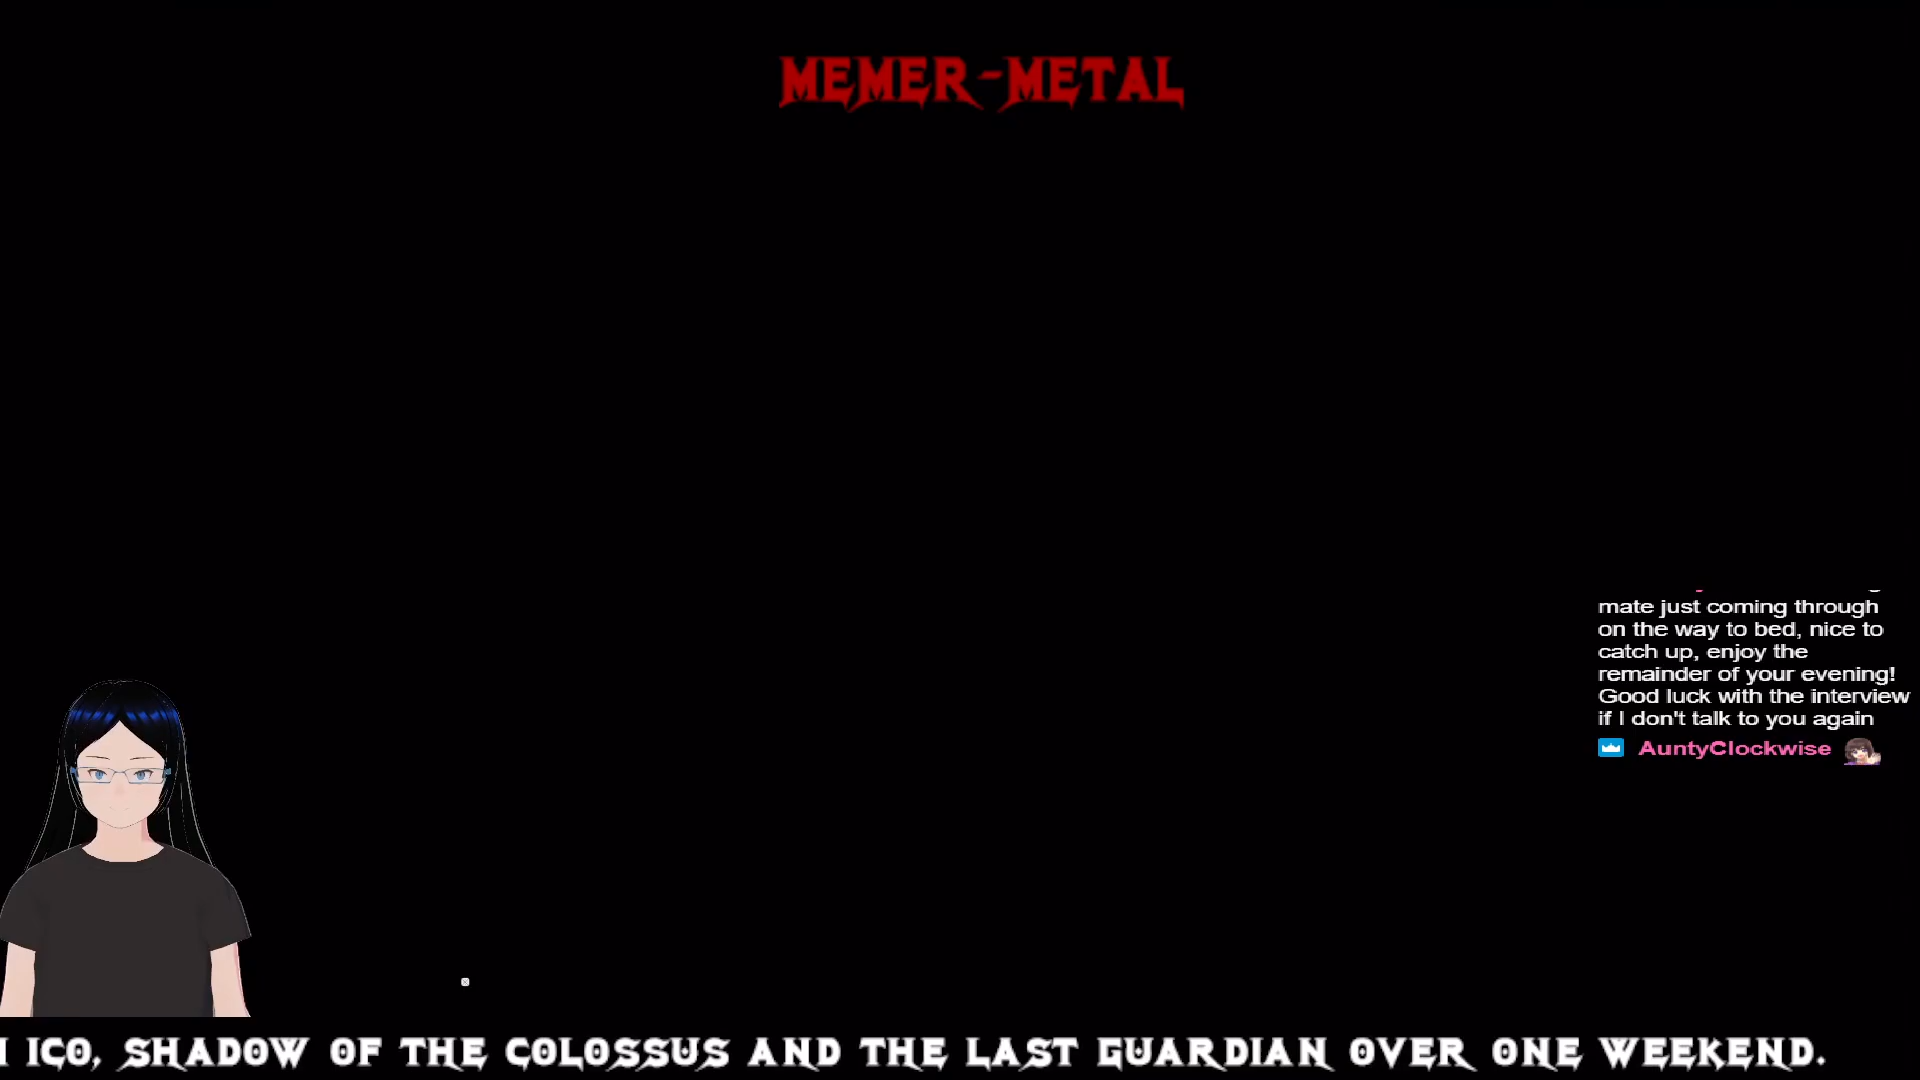 MEMER-METAL
mate just coming through
on the way to bed, nice to
catch up, enjoy the
remainder of your evening!
Good luck with the interview
if I don't talk to you again
AuntyClockwise
ICO, SHADOW OF THE COLOSSUS AND THE LAST GUARDIAN OVER ONE WEEKEND.